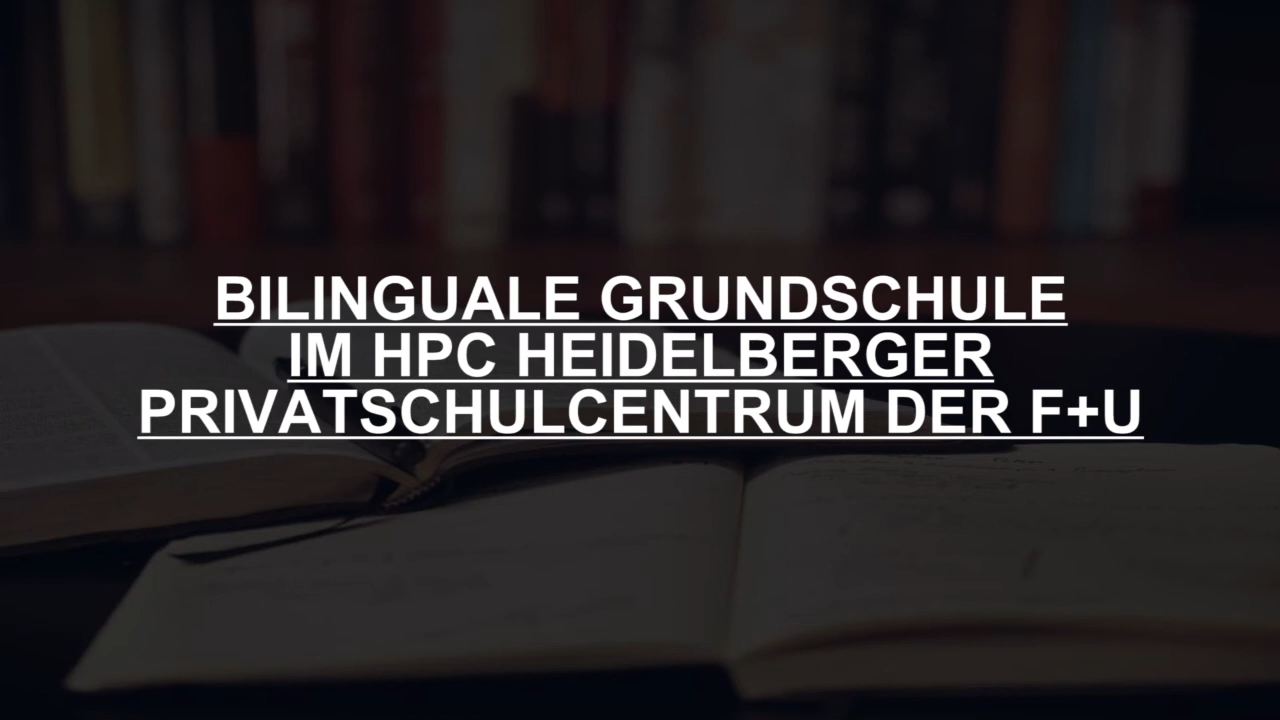 BILINGUALE GRUNDSCHULE
IM HPC HEIDELBERGER
PRIVATSCHULCENTRUM DER F+U